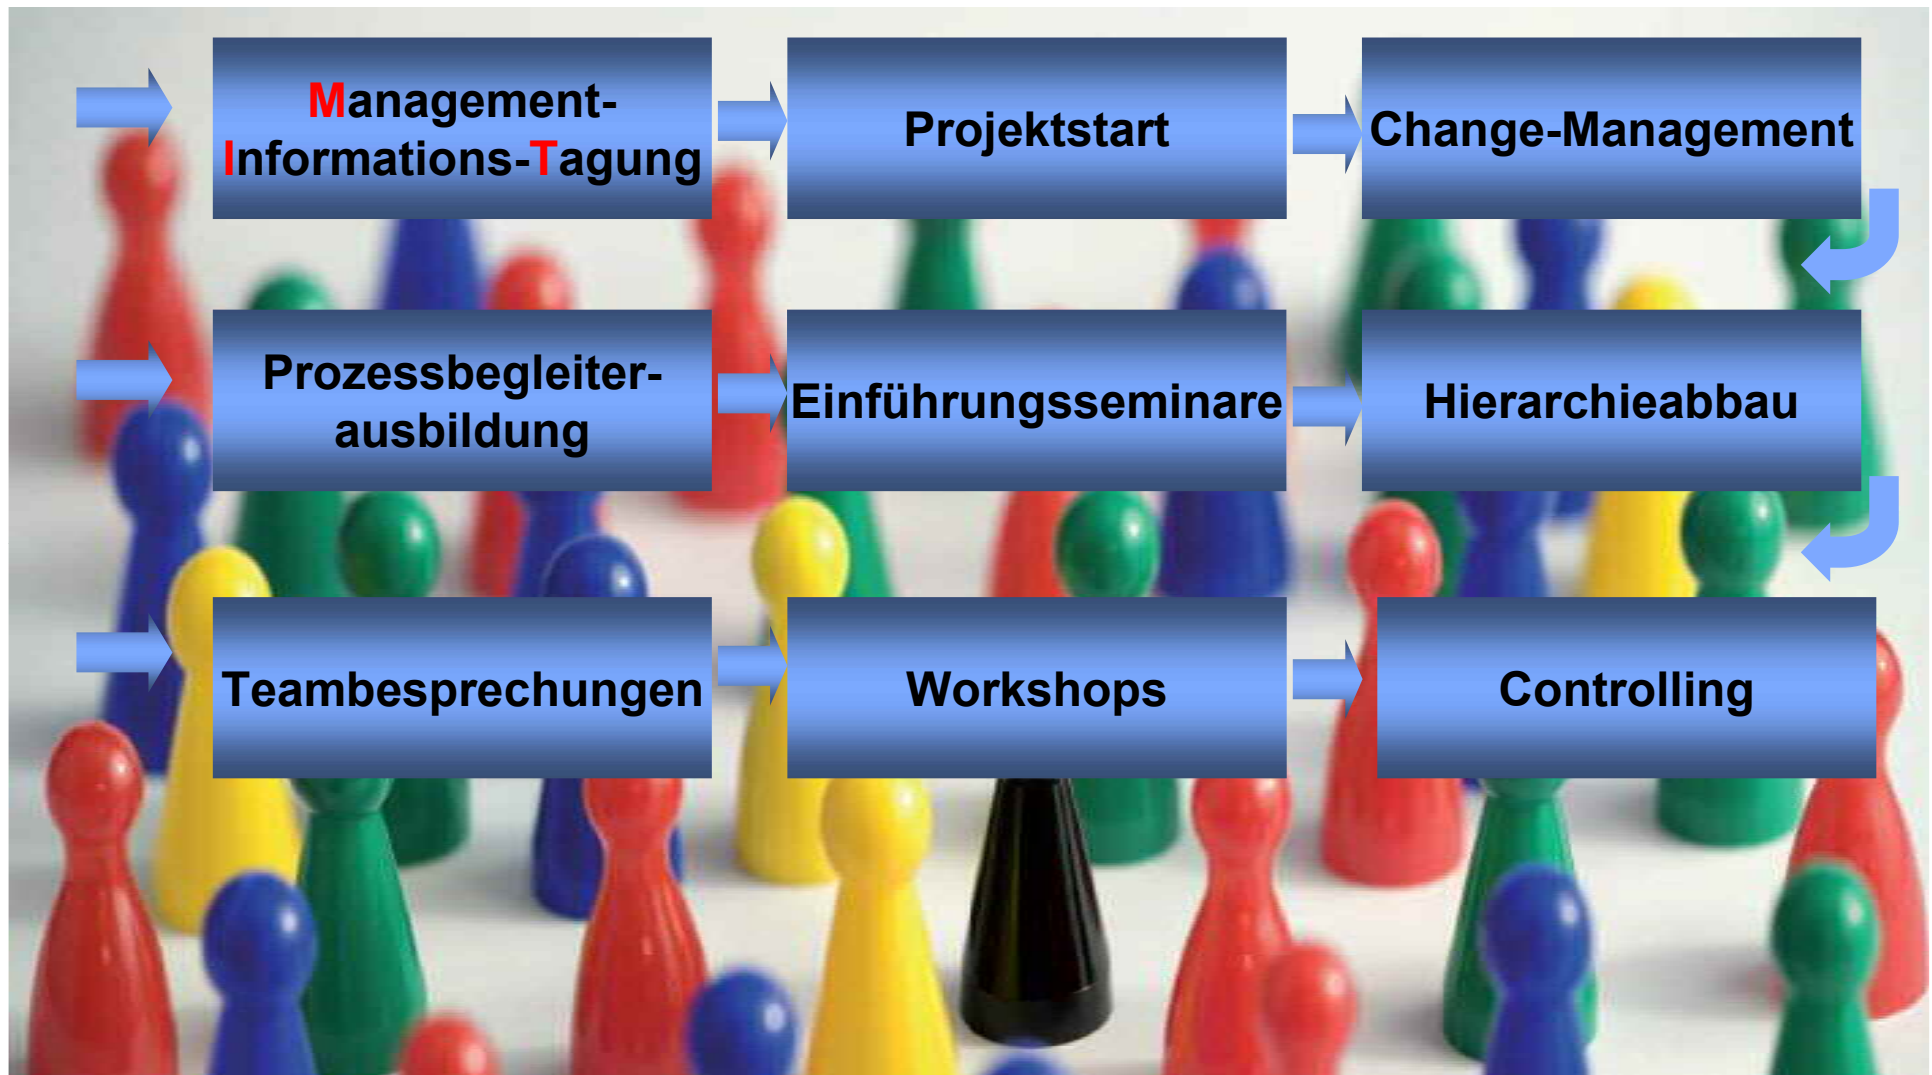 Management-
Informations-Tagung
Projektstart
Change-Management
Prozessbegleiter-
ausbildung
Einführungsseminare
Hierarchieabbau
Teambesprechungen
Workshops
Controlling